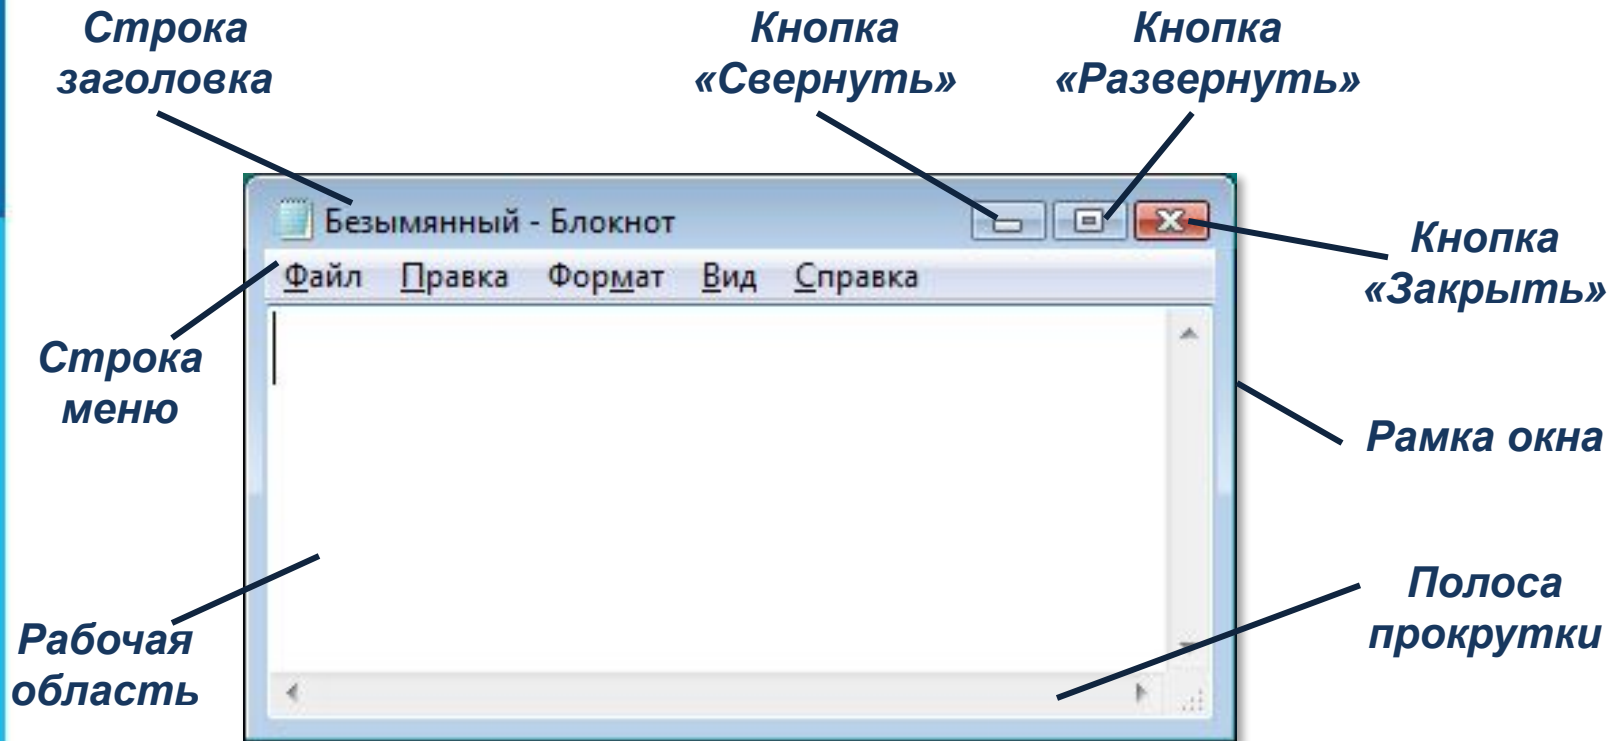 Строка
заголовка
Кнопка
«Свернуть»
Кнопка
«Развернуть»
Безымянный - Блокнот
Файл Правка Формат Вид Справка
Кнопка
«Закрыть»
Строка
меню
Рамка окна
Рабочая
область
Полоса
прокрутки